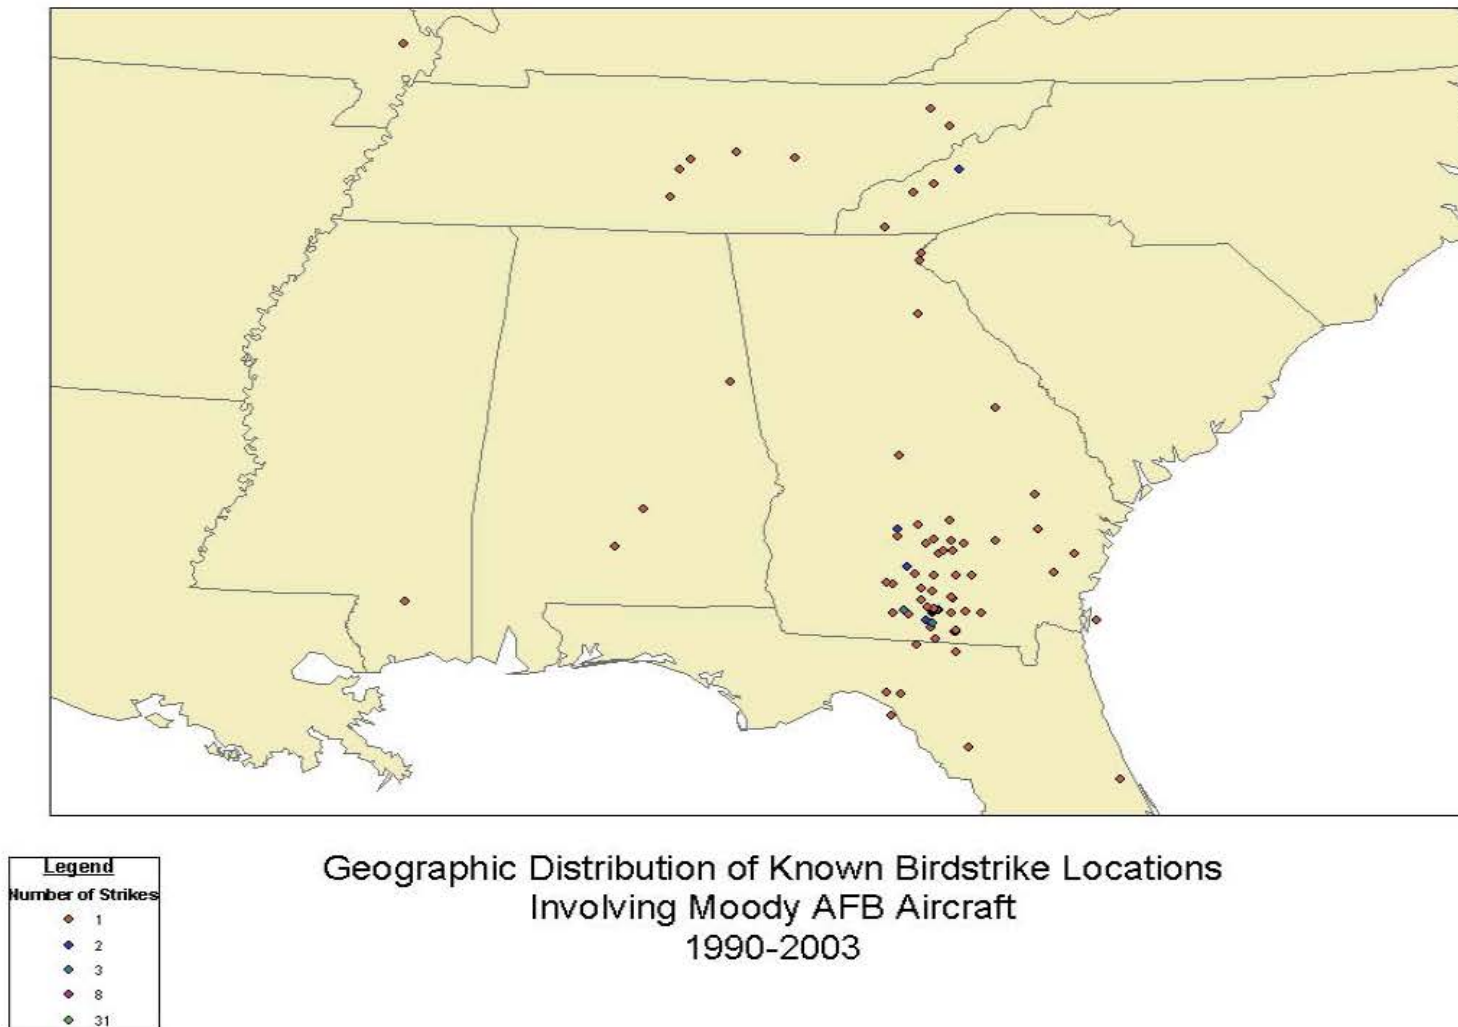 Legend
Number of Strikes
1
2
3
8
31
Geographic Distribution of Known Birdstrike Locations
Involving Moody AFB Aircraft
1990-2003